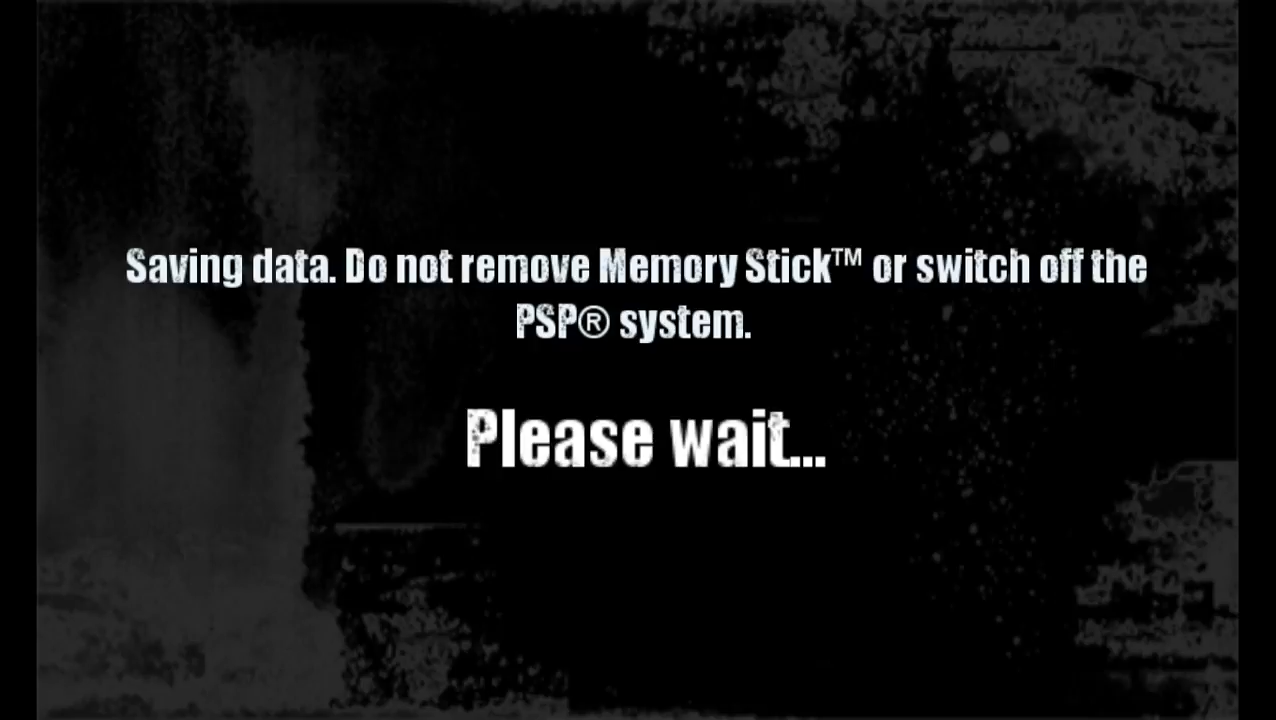 Saving data. Do not remove Memory Stick™ or switch off the
PSP® system.
Please wait...